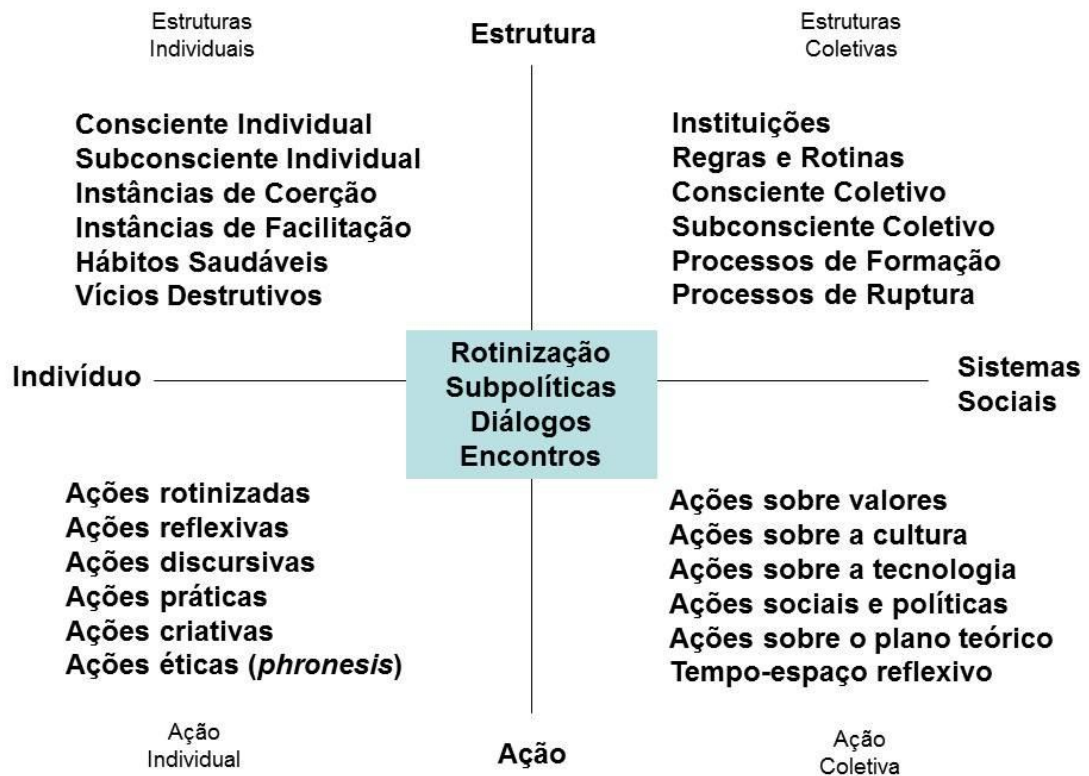 Estruturas
Individuais
Estrutura
Estruturas
Coletivas
Consciente Individual
Subconsciente Individual
Instâncias de Coerção
Instâncias de Facilitação
Hábitos Saudáveis
Vícios Destrutivos
Instituições
Regras e Rotinas
Consciente Coletivo
Subconsciente Coletivo
Processos de Formação
Processos de Ruptura
Indivíduo
Rotinização
Subpolíticas
Diálogos
Encontros
Sistemas
Sociais
Ações rotinizadas
Ações reflexivas
Ações discursivas
Ações práticas
Ações criativas
Ações éticas (phronesis)
Ações sobre valores
Ações sobre a cultura
Ações sobre a tecnologia
Ações sociais e políticas
Ações sobre o plano teórico
Tempo-espaço reflexivo
Ação
Individual
Ação
Ação
Coletiva